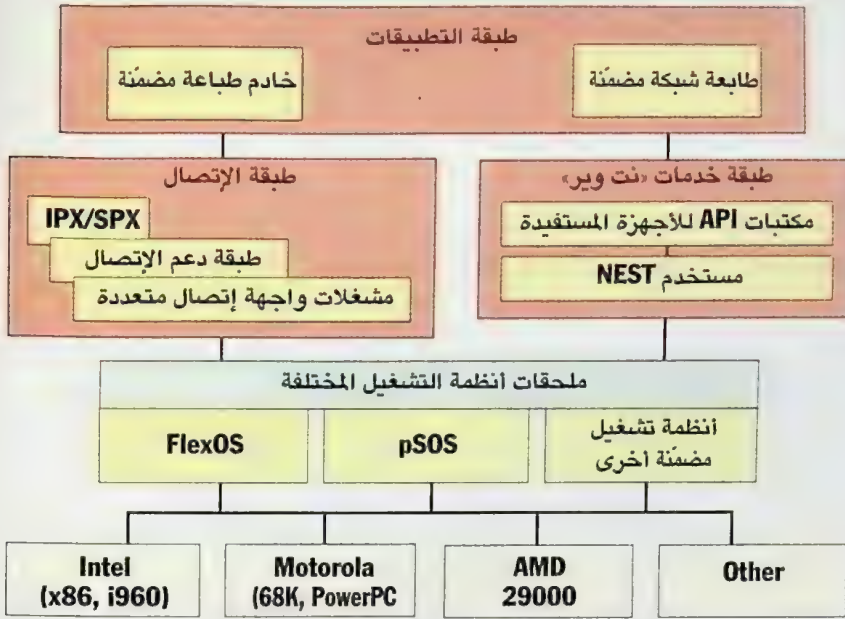 طبقة التطبيقات
طابعة شبكة مضمّنة
خادم طباعة مضمّنة
طبقة خدمات «نت وير»
مكتبات API للأجهزة المستفيدة
مستخدم NEST
طبقة الإتصال
IPX/SPX
طبقة دعم الإتصال
مشغلات واجهة إتصال متعددة
ملحقات أنظمة التشغيل المختلفة
أنظمة تشغيل
مضمّنة أخرى
pSOS
FlexOS
Intel
(x86, i960)
Motorola
(68K, PowerPC
AMD
29000
Other